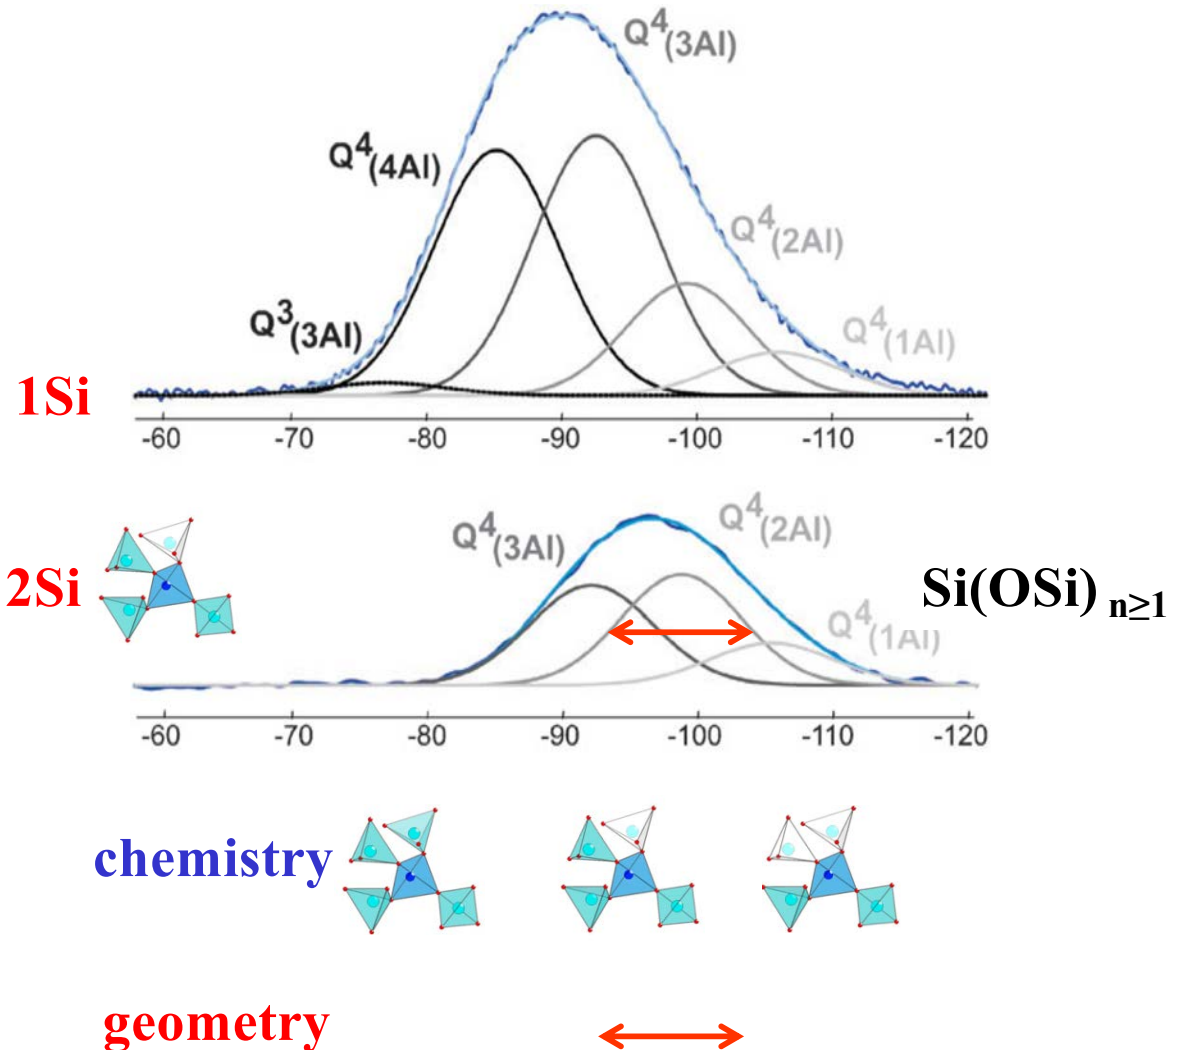 Q4(3Al)
Q4(4Al)
Q4(2Al)
Q3(3Al)
Q4(1Al)
1Si
-60 -70 -80 -90 -100 -110 -120
Q4(3Al)
Q4(2Al)
2Si
Si(OSi) n≥1
Q4(1Al)
-60 -70 -80 -90 -100 -110 -120
chemistry
geometry